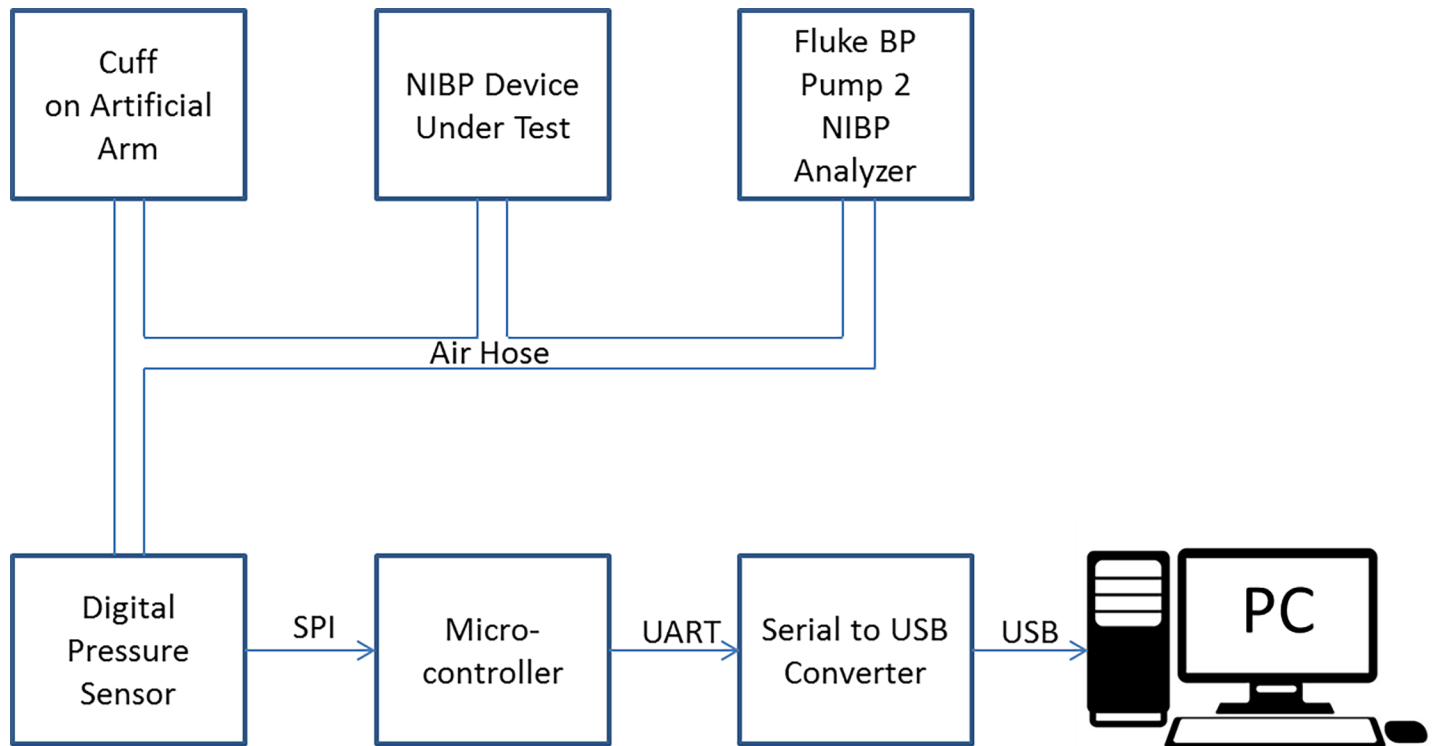 Cuff
on Artificial
Arm
NIBP Device
Under Test
Fluke BP
Pump 2
NIBP
Analyzer
Air Hose
Digital
Pressure
Sensor
SPI
Micro-
controller
UART
Serial to USB
Converter
USB
PC